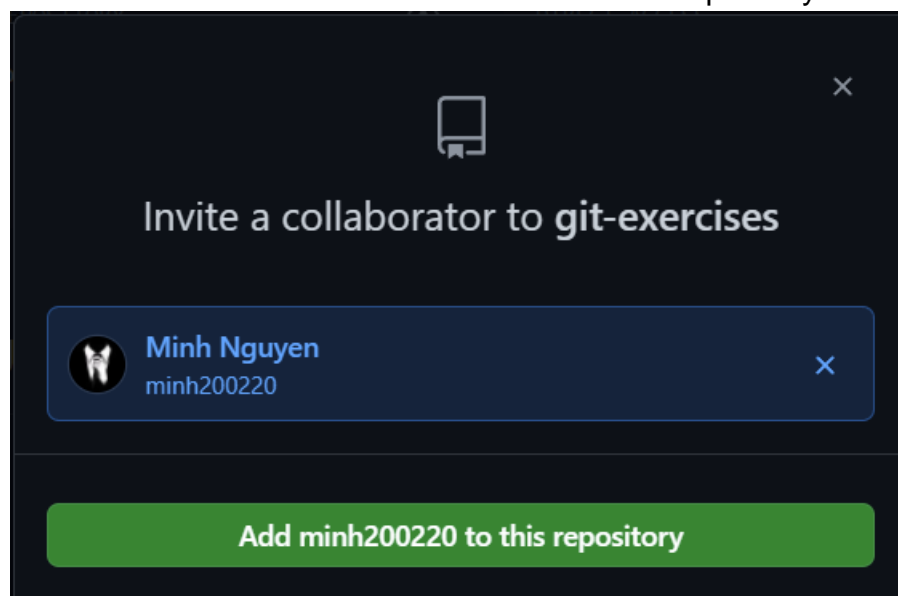 Invite a collaborator to git-exercises
Minh Nguyen
minh200220
Add minh200220 to this repository